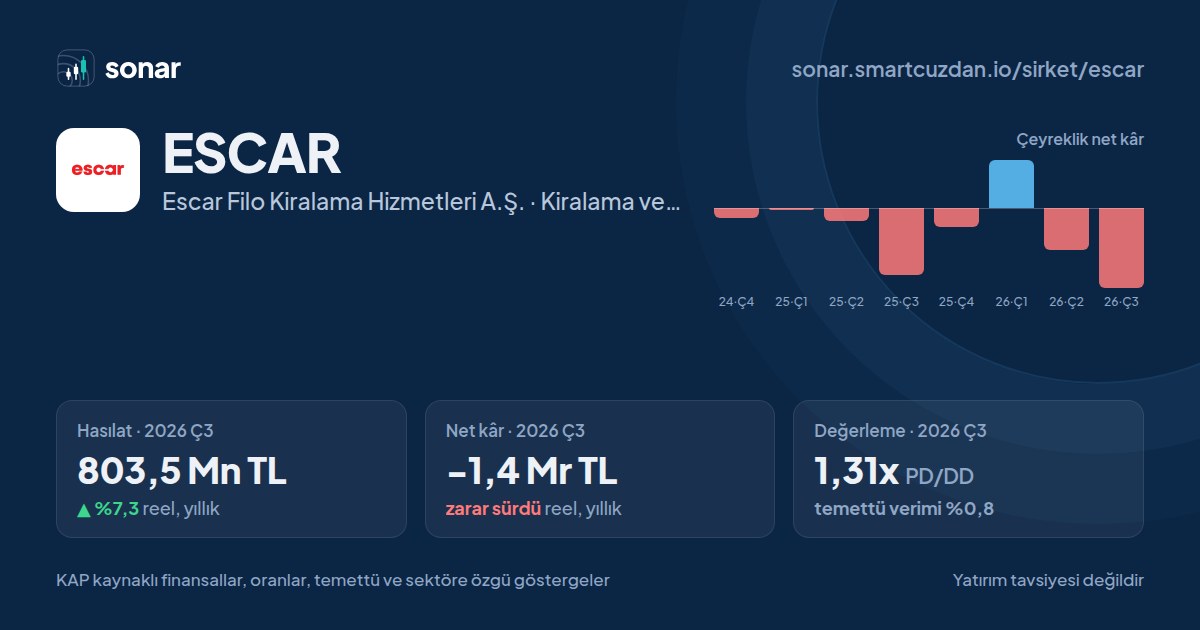 sonar
sonar.smartcuzdan.io/sirket/escar
escar
ESCAR
Escar Filo Kiralama Hizmetleri A.Ş. · Kiralama ve...
Çeyreklik net kâr
24·Ç4 25·Ç1 25·Ç2 25·Ç3 25·Ç4 26·Ç1 26·Ç2 26·Ç3
Hasılat · 2026 Ç3
803,5 Mn TL
▲ %7,3 reel, yıllık
Net kâr · 2026 Ç3
−1,4 Mr TL
zarar sürdü reel, yıllık
Değerleme · 2026 Ç3
1,31x PD/DD
temettü verimi %0,8
KAP kaynaklı finansallar, oranlar, temettü ve sektöre özgü göstergeler
Yatırım tavsiyesi değildir